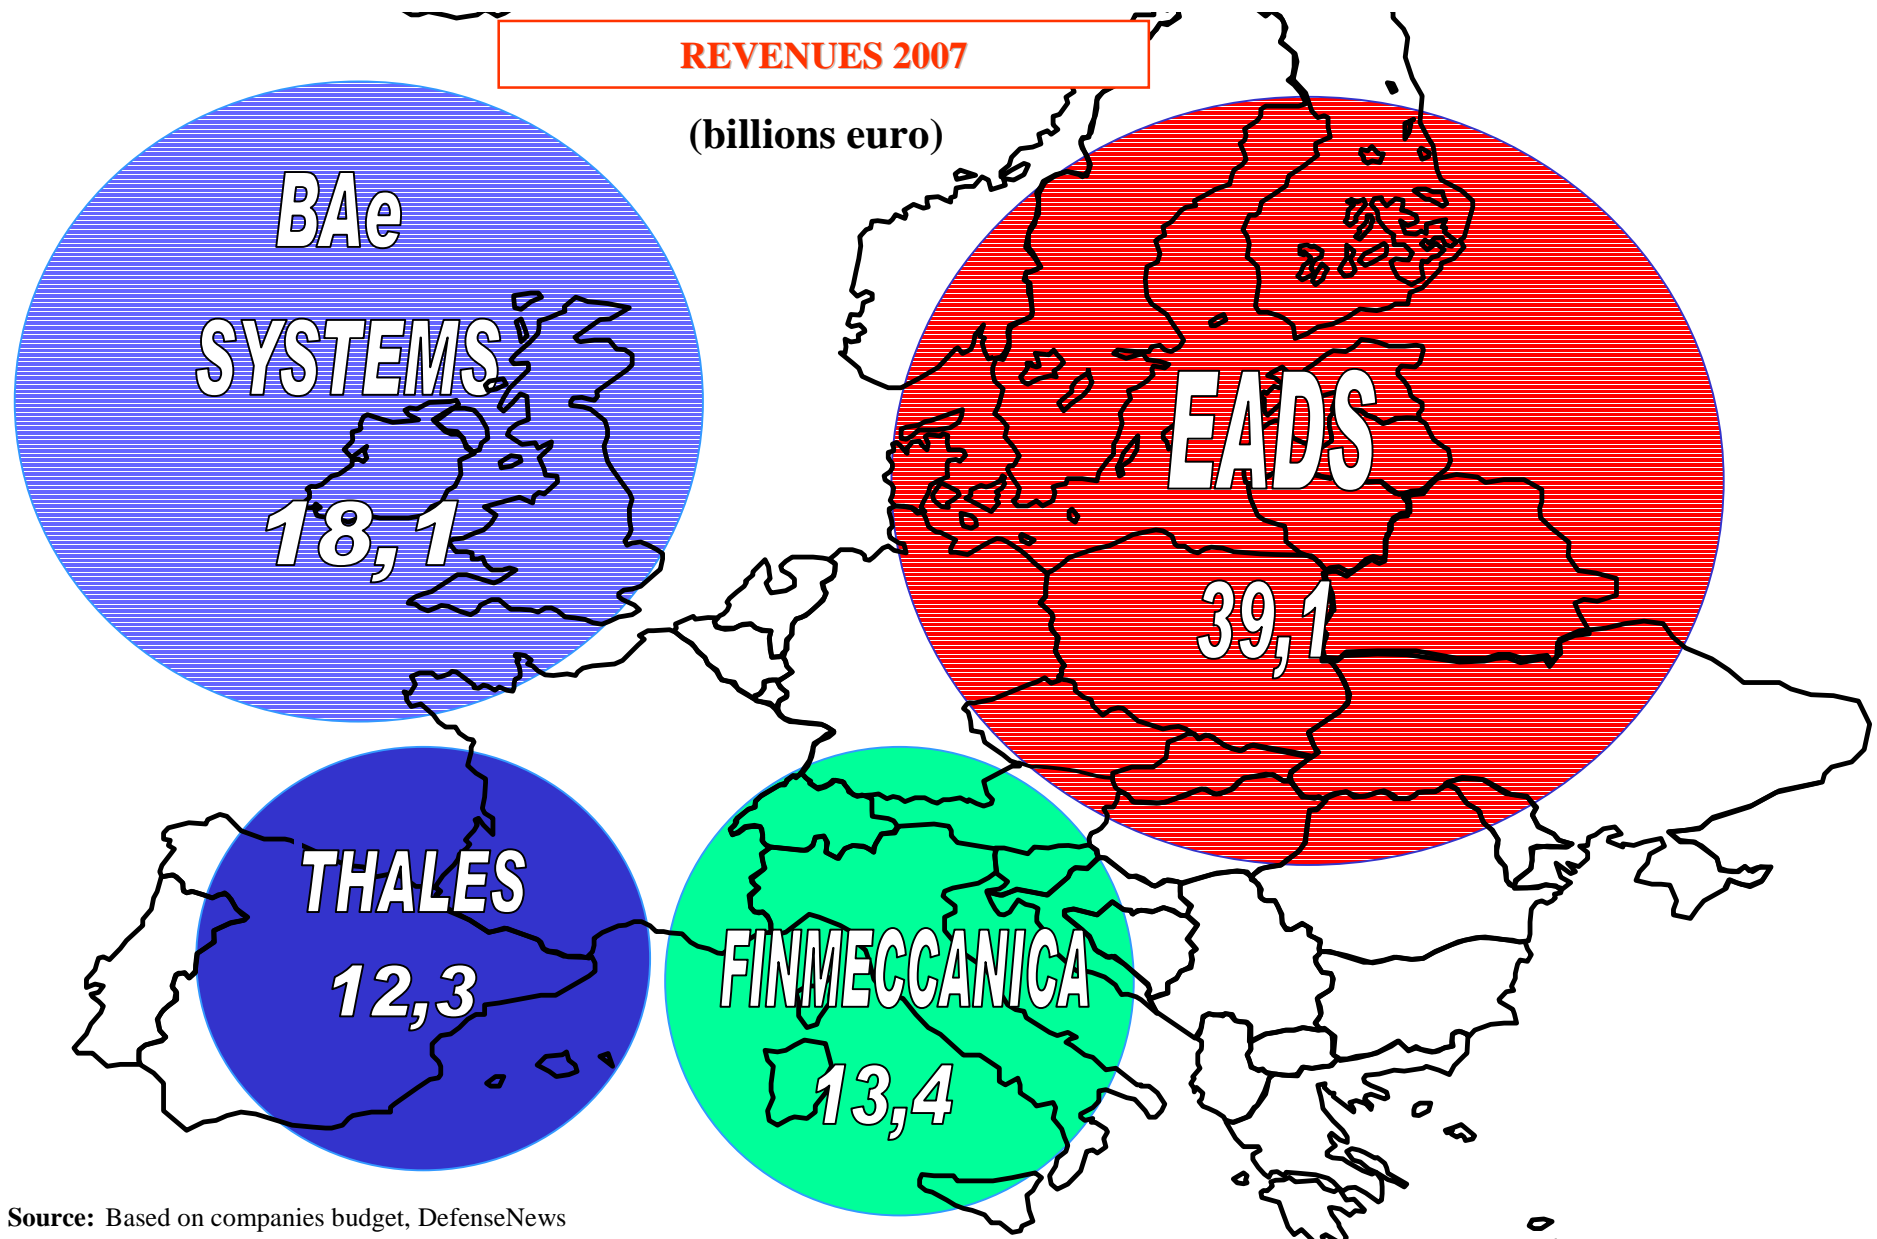 REVENUES 2007
(billions euro)
BAe
SYSTEMS
18,1
EADS
39,1
THALES
12,3
FINMECCANICA
13,4
Source: Based on companies budget, DefenseNews